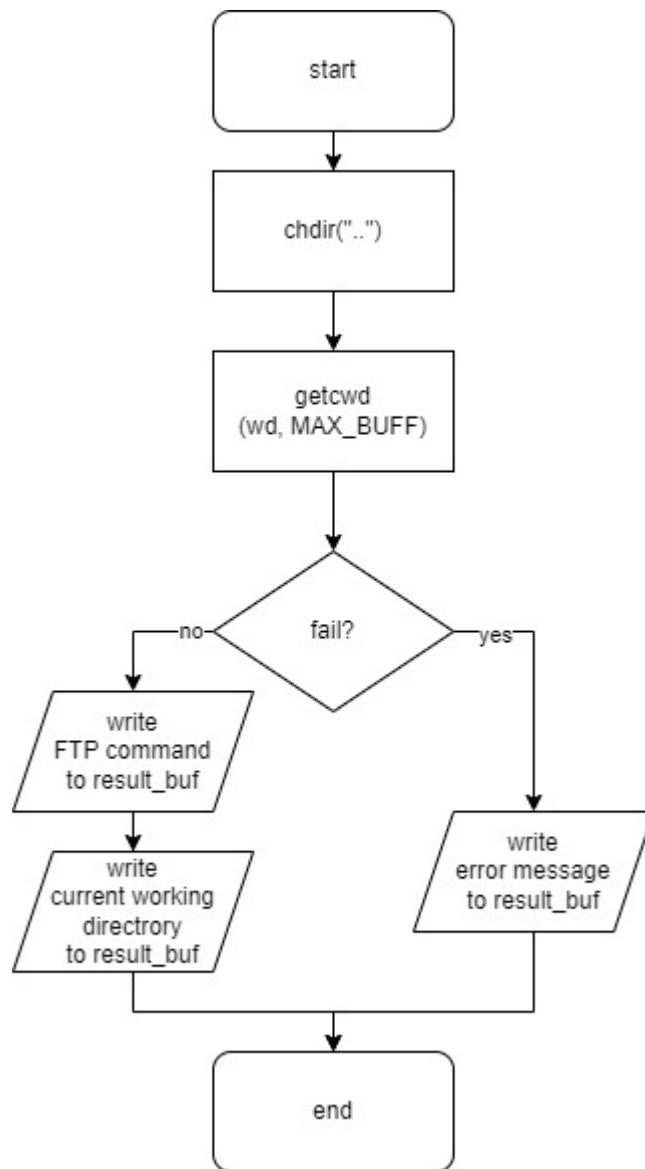 start
chdir("..")
getcwd
(wd, MAX_BUFF)
fail?
no
yes
write
FTP command
to result_buf
write
current working
directrory
to result_buf
write
error message
to result_buf
end